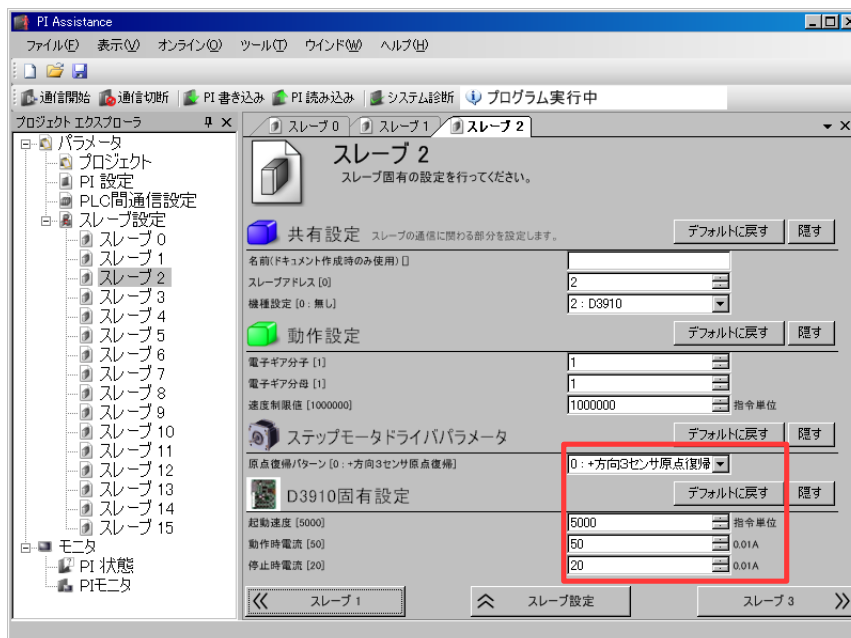 PI Assistance
ファイル(F) 表示(V) オンライン(O) ツール(T) ウインド(W) ヘルプ(H)
通信開始 通信切断 PI 書き込み PI 読み込み システム診断 プログラム実行中
プロジェクト エクスプローラ
パラメータ
プロジェクト
PI 設定
PLC間通信設定
スレーブ設定
スレーブ 0
スレーブ 1
スレーブ 2
スレーブ 3
スレーブ 4
スレーブ 5
スレーブ 6
スレーブ 7
スレーブ 8
スレーブ 9
スレーブ 10
スレーブ 11
スレーブ 12
スレーブ 13
スレーブ 14
スレーブ 15
モニタ
PI 状態
PIモニタ
スレーブ 0 スレーブ 1 スレーブ 2
スレーブ 2
スレーブ固有の設定を行ってください。
共有設定 スレーブの通信に関わる部分を設定します。 デフォルトに戻す 隠す
名前(ドキュメント作成時のみ使用) []
スレーブアドレス [0] 2
機種設定 [0 : 無し] 2 : D3910
動作設定 デフォルトに戻す 隠す
電子ギア分子 [1] 1
電子ギア分母 [1] 1
速度制限値 [1000000] 1000000 指令単位
ステップモータドライバパラメータ デフォルトに戻す 隠す
原点復帰パターン [0 : +方向3センサ原点復帰] 0 : +方向3センサ原点復帰
D3910固有設定 デフォルトに戻す 隠す
起動速度 [5000] 5000 指令単位
動作時電流 [50] 50 0.01A
停止時電流 [20] 20 0.01A
スレーブ 1 スレーブ設定 スレーブ 3